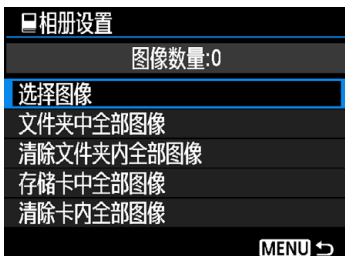 相册设置
图像数量:0
选择图像
文件夹中全部图像
清除文件夹内全部图像
存储卡中全部图像
清除卡内全部图像
MENU